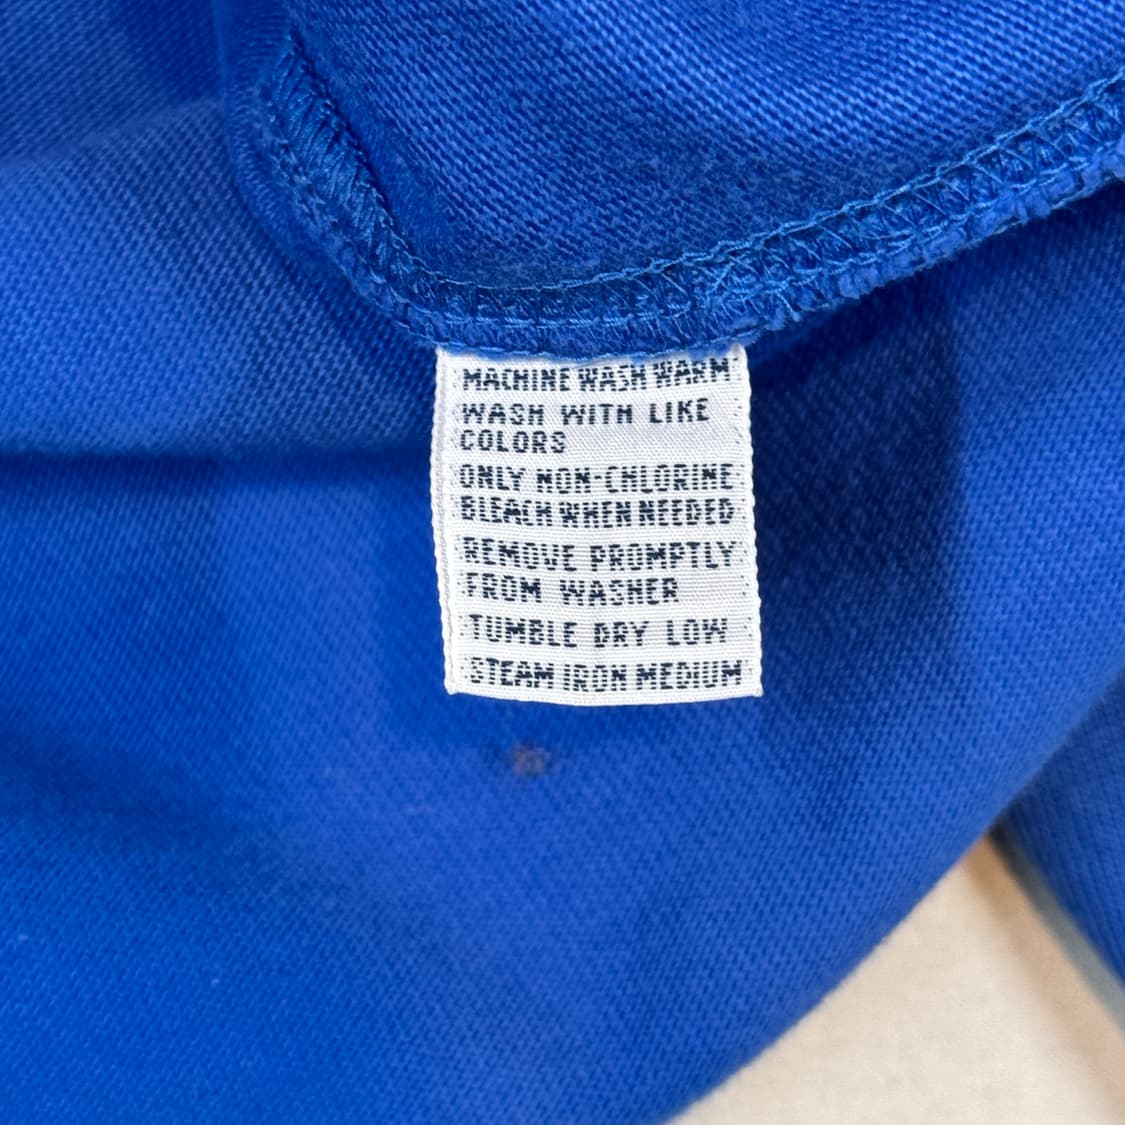 MACHINE WASH WARM
WASH WITH LIKE
COLORS
ONLY NON-CHLORINE
BLEACH WHEN NEEDED
REMOVE PROMPTLY
FROM WASHER
TUMBLE DRY LOW
STEAM IRON MEDIUM